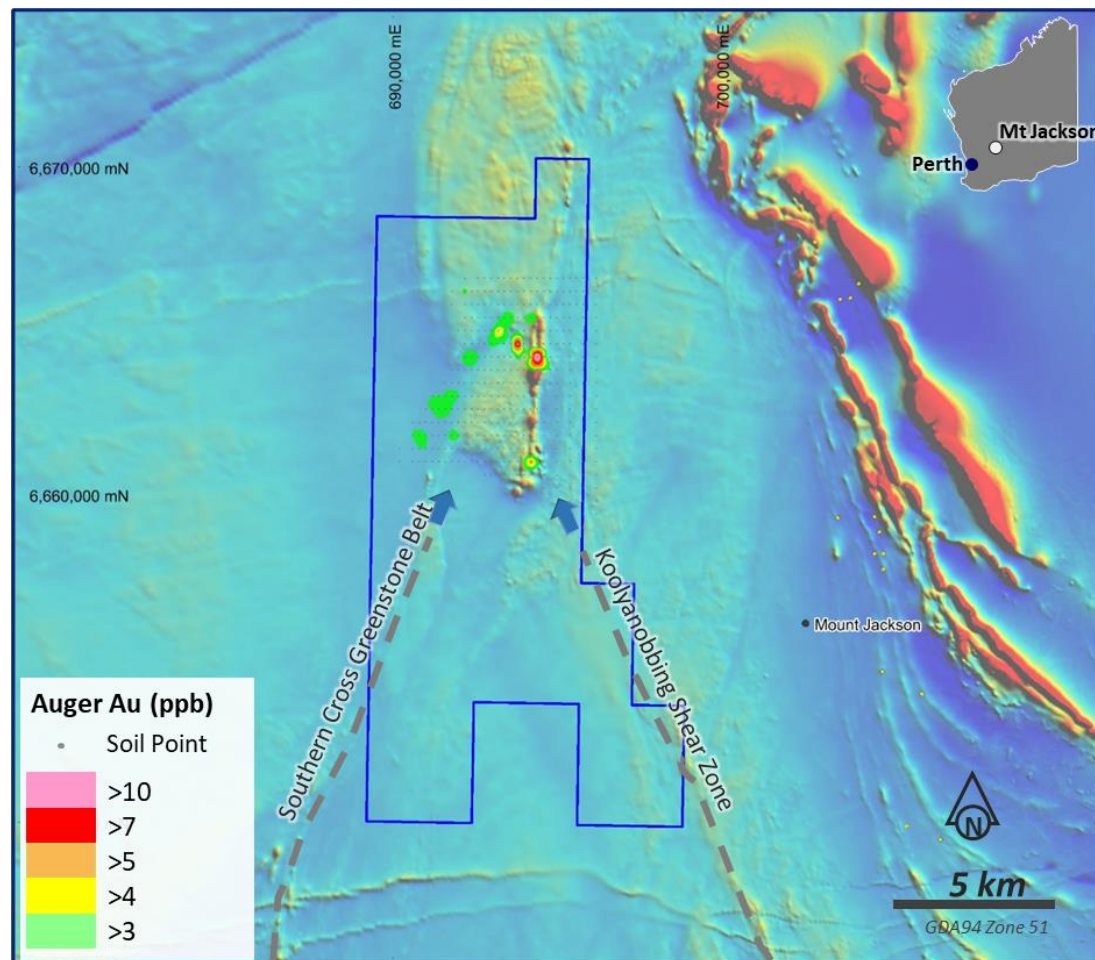 690,000 mE
700,000 mE
Mt Jackson
Perth
6,670,000 mN
6,660,000 mN
Southern Cross Greenstone Belt
Koolyanobbing Shear Zone
Mount Jackson
Auger Au (ppb)
Soil Point
>10
>7
>5
>4
>3
N
5 km
GDA94 Zone 51